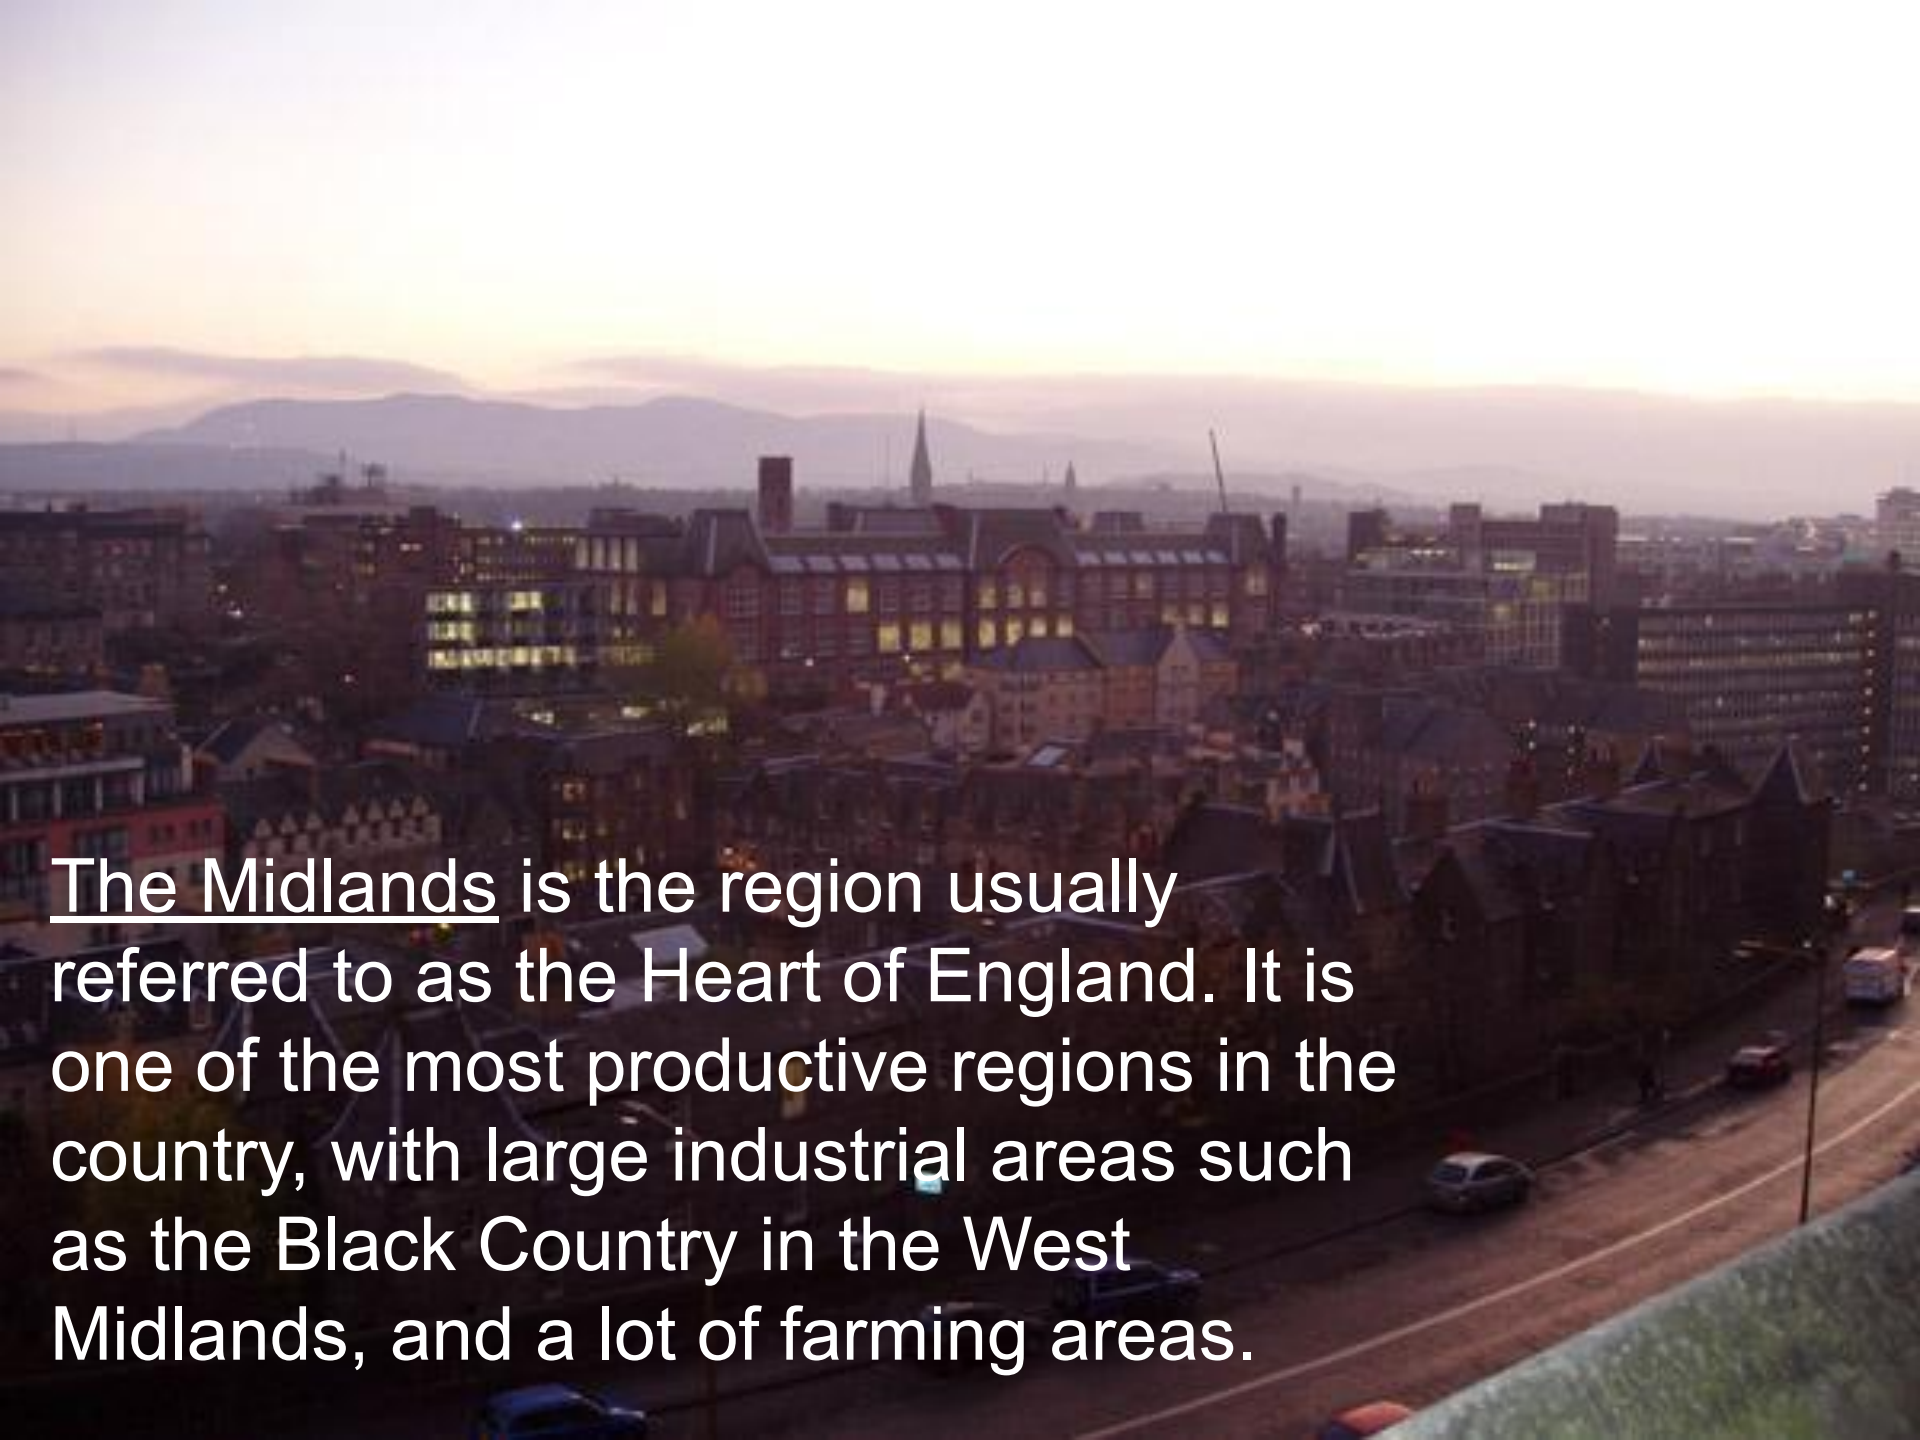 The Midlands is the region usually
referred to as the Heart of England. It is
one of the most productive regions in the
country, with large industrial areas such
as the Black Country in the West
Midlands, and a lot of farming areas.